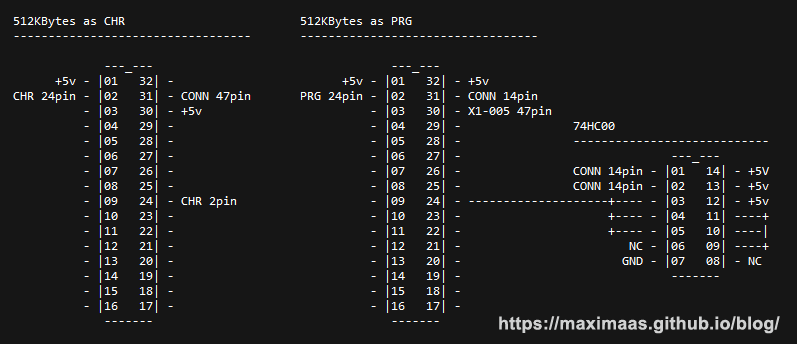 512KBytes as CHR                        512KBytes as PRG
----------------------------------      ----------------------------------

             ___-___                                 ___-___
      +5v - |01   32| -                       +5v - |01   32| - +5v
CHR 24pin - |02   31| - CONN 47pin      PRG 24pin - |02   31| - CONN 14pin
          - |03   30| - +5v                       - |03   30| - X1-005 47pin
          - |04   29| -                           - |04   29| -               74HC00
          - |05   28| -                           - |05   28| -               ----------------------------
          - |06   27| -                           - |06   27| -                             ---_---
          - |07   26| -                           - |07   26| -               CONN 14pin - |01   14| - +5V
          - |08   25| -                           - |08   25| -               CONN 14pin - |02   13| - +5v
          - |09   24| - CHR 2pin                  - |09   24| - --------------------+---- - |03   12| - +5v
          - |10   23| -                           - |10   23| -                     +---- - |04   11| ----+
          - |11   22| -                           - |11   22| -                     +---- - |05   10| ----|
          - |12   21| -                           - |12   21| -                       NC - |06   09| ----+
          - |13   20| -                           - |13   20| -                      GND - |07   08| - NC
          - |14   19| -                           - |14   19| -                             -------
          - |15   18| -                           - |15   18| -
          - |16   17| -                           - |16   17| -
             -------                                 -------
https://maximaas.github.io/blog/